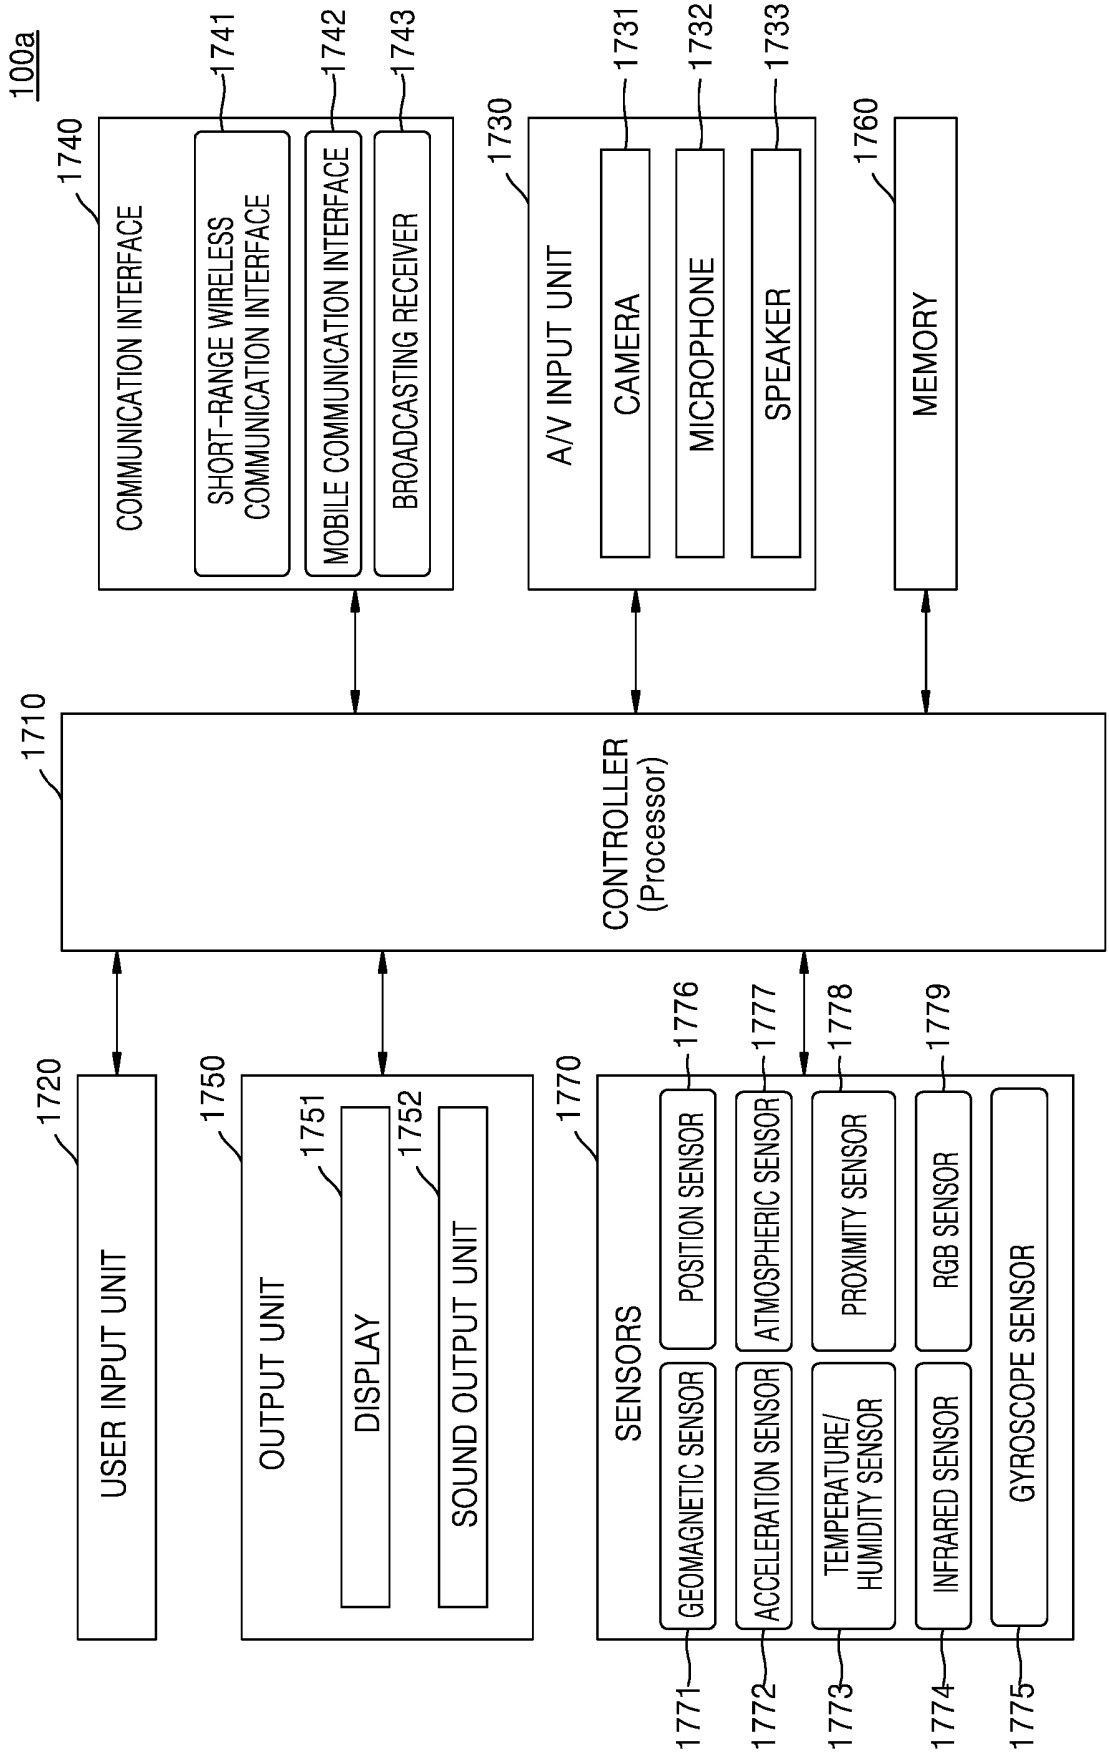 100a
1720
USER INPUT UNIT
1750
OUTPUT UNIT
1751
DISPLAY
1752
SOUND OUTPUT UNIT
1770
SENSORS
1771
GEOMAGNETIC SENSOR
POSITION SENSOR
1776
1772
ACCELERATION SENSOR
ATMOSPHERIC SENSOR
1777
1773
TEMPERATURE/
HUMIDITY SENSOR
PROXIMITY SENSOR
1778
1774
INFRARED SENSOR
RGB SENSOR
1779
1775
GYROSCOPE SENSOR
1710
CONTROLLER
(Processor)
1740
COMMUNICATION INTERFACE
SHORT-RANGE WIRELESS
COMMUNICATION INTERFACE
1741
MOBILE COMMUNICATION INTERFACE
1742
BROADCASTING RECEIVER
1743
1730
A/V INPUT UNIT
CAMERA
1731
MICROPHONE
1732
SPEAKER
1733
1760
MEMORY